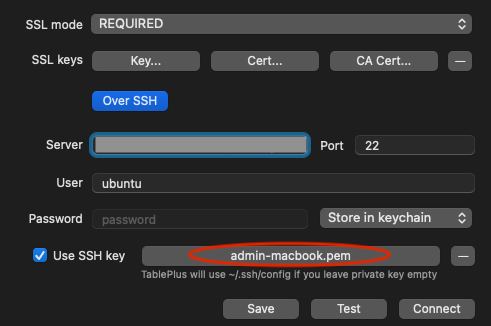 SSL mode REQUIRED
SSL keys Key... Cert... CA Cert... —
Over SSH
Server Port 22
User ubuntu
Password password Store in keychain
Use SSH key admin-macbook.pem —
TablePlus will use ~/.ssh/config if you leave private key empty
Save Test Connect